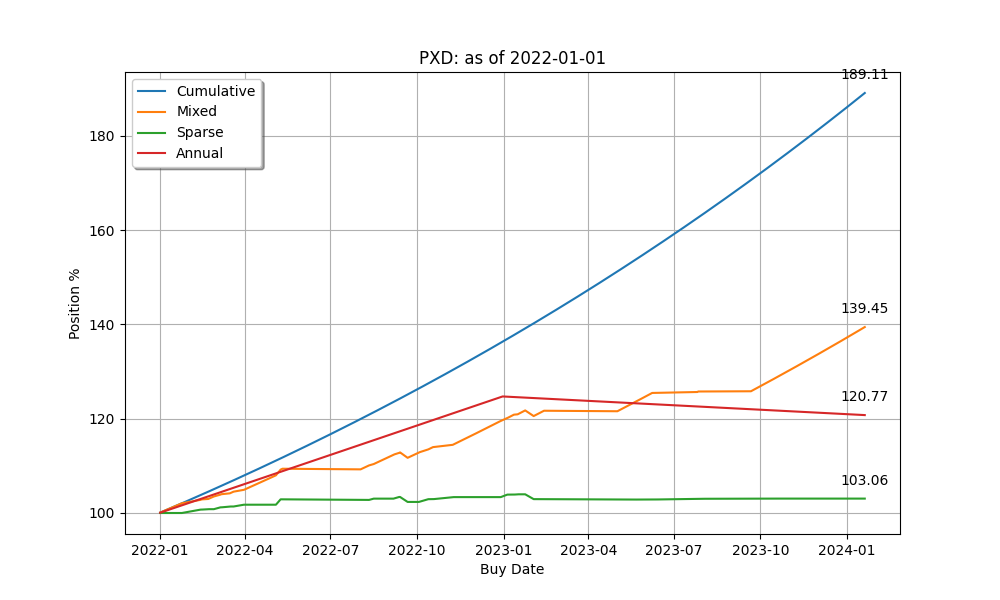 PXD: as of 2022-01-01
189.11
Cumulative
Mixed
Sparse
Annual
180
160
140
120
100
139.45
120.77
103.06
Position %
2022-01 2022-04 2022-07 2022-10 2023-01 2023-04 2023-07 2023-10 2024-01
Buy Date